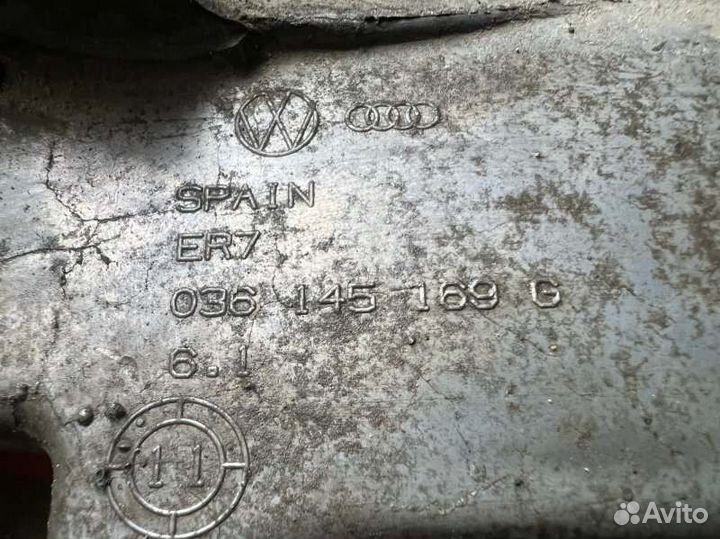 SPAIN
ER7
036 145 169 G
6.1
11
Avito